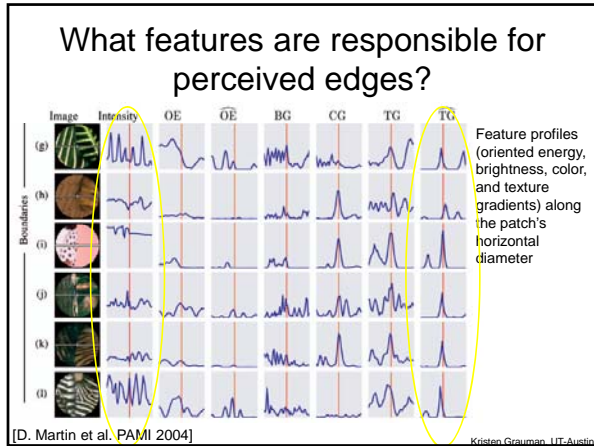 What features are responsible for
perceived edges?
Image Intensity OE OE BG CG TG TG
Boundaries
(g)
(h)
(i)
(j)
(k)
(l)
Feature profiles
(oriented energy,
brightness, color,
and texture
gradients) along
the patch's
horizontal
diameter
[D. Martin et al. PAMI 2004]
Kristen Grauman, UT-Austin